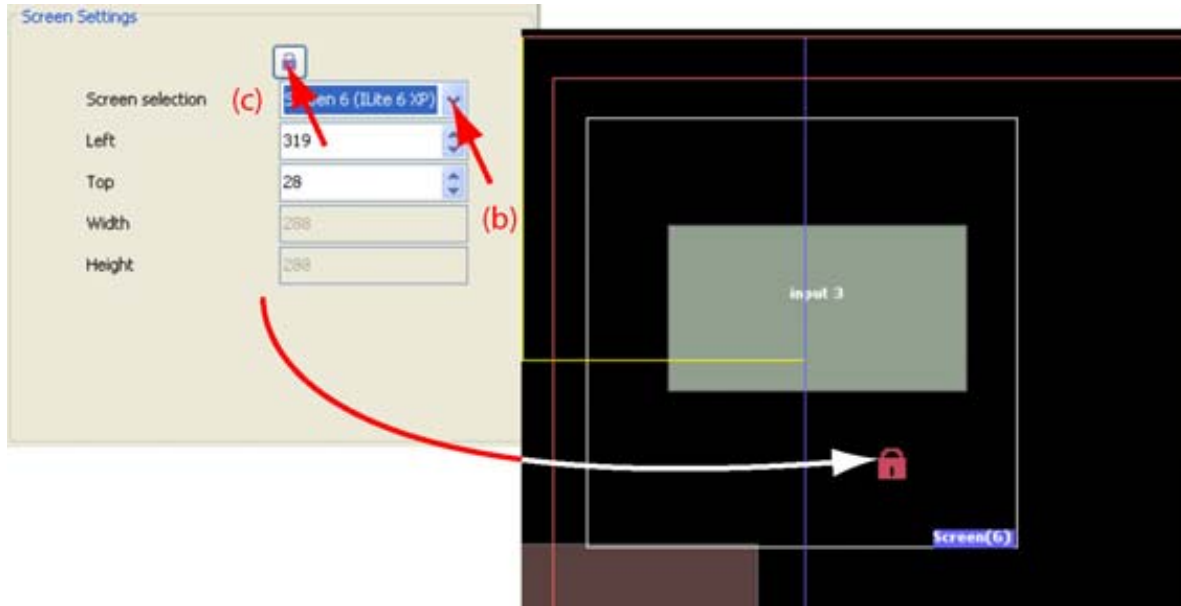 Screen Settings
Screen selection
(c)
Screen 6 (ILite 6 XP)
Left
319
Top
28
Width
288
(b)
Height
288
input 3
Screen(6)